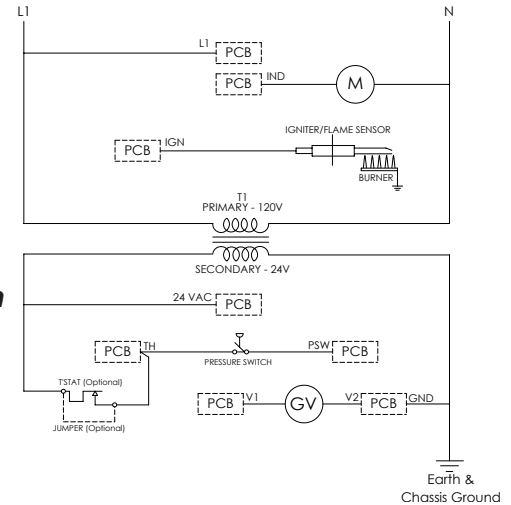 L1 N
L1 PCB
PCB IND M
IGNITER/FLAME SENSOR
PCB IGN
BURNER
T1
PRIMARY - 120V
SECONDARY - 24V
24 VAC PCB
PCB TH PSW PCB
PRESSURE SWITCH
T'STAT (Optional)
PCB V1 GV V2 PCB GND
JUMPER (Optional)
Earth &
Chassis Ground